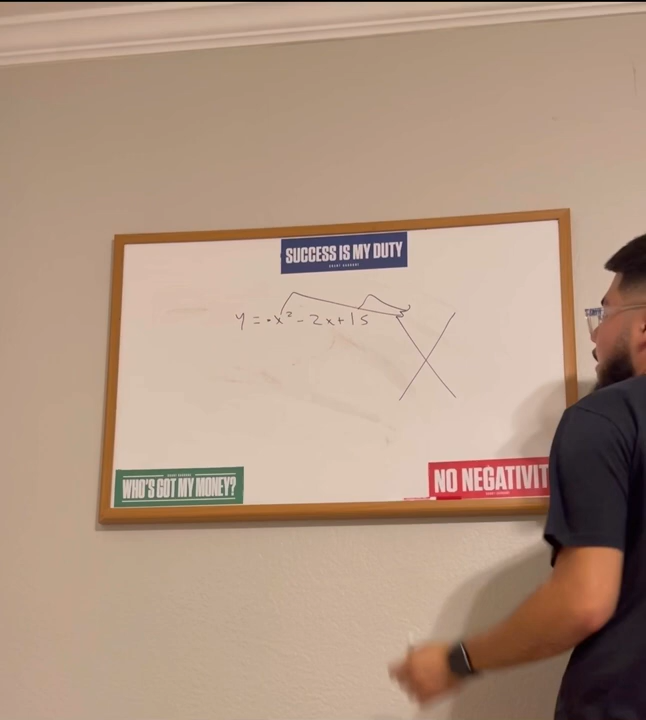 SUCCESS IS MY DUTY
y = -x² - 2x + 15
WHO'S GOT MY MONEY?
NO NEGATIVIT